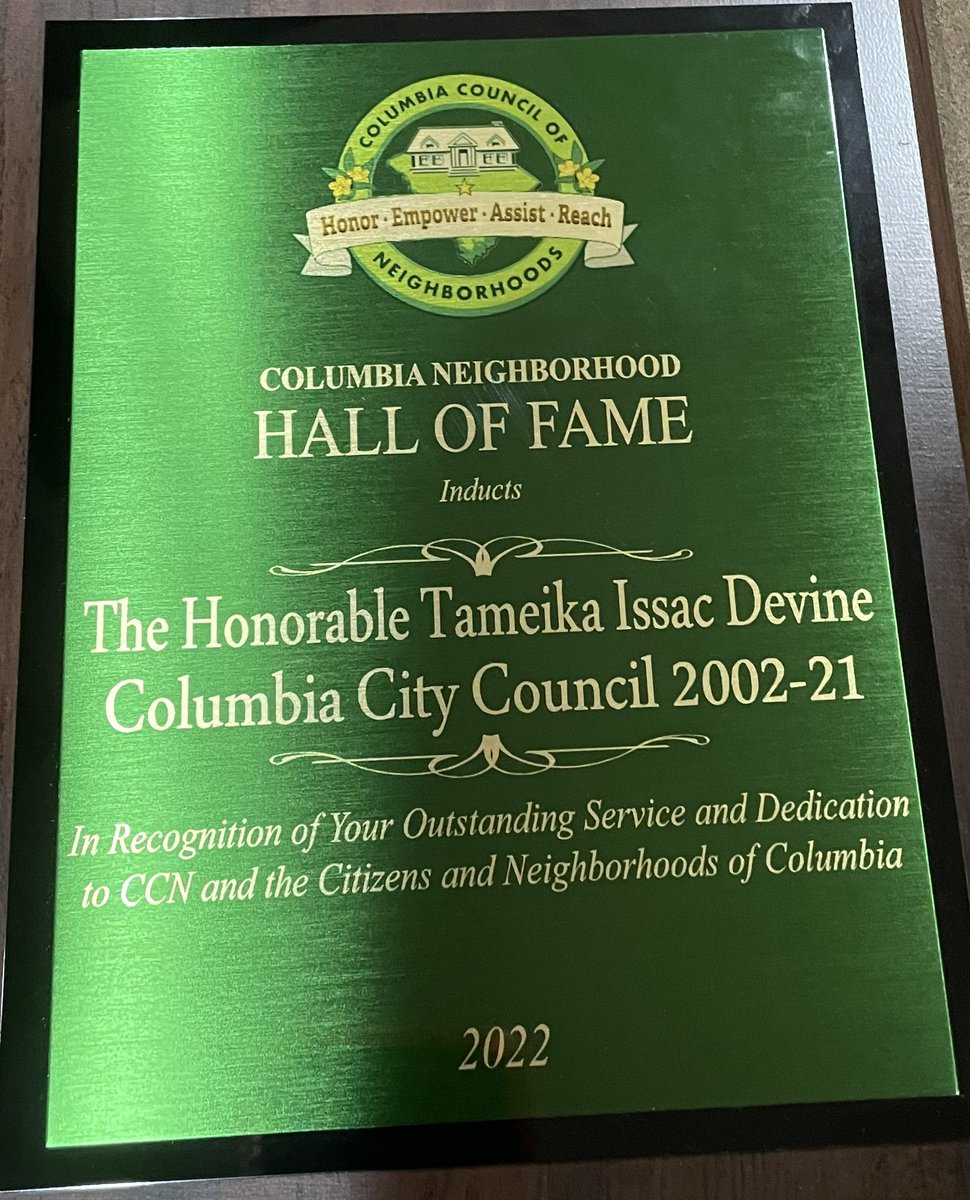 COLUMBIA COUNCIL OF
Honor · Empower · Assist · Reach
NEIGHBORHOODS
COLUMBIA NEIGHBORHOOD
HALL OF FAME
Inducts
The Honorable Tameika Issac Devine
Columbia City Council 2002-21
In Recognition of Your Outstanding Service and Dedication
to CCN and the Citizens and Neighborhoods of Columbia
2022